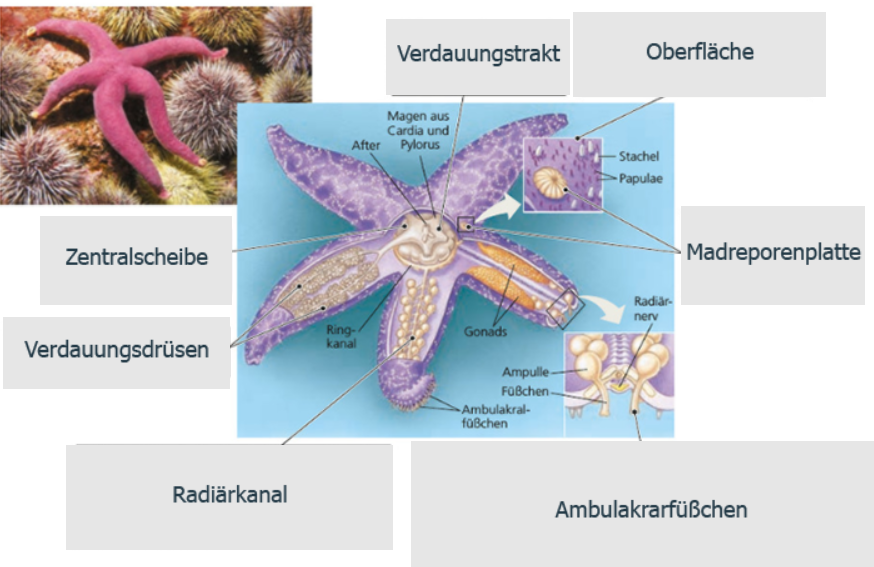 Verdauungstrakt
Oberfläche
Magen aus
Cardia und
Pylorus
After
Stachel
Papulae
Zentralscheibe
Madreporenplatte
Verdauungsdrüsen
Ring-
kanal
Gonads
Radiär-
nerv
Ampulle
Füßchen
Ambulakral-
füßchen
Radiärkanal
Ambulakrarfüßchen